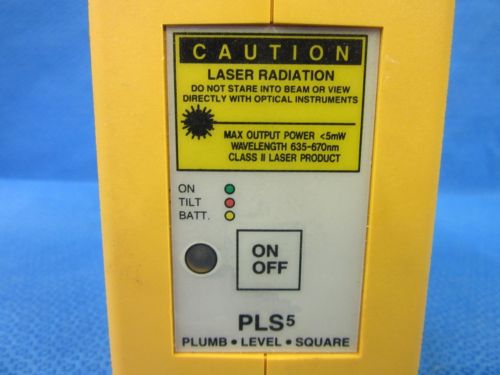 CAUTION
LASER RADIATION
DO NOT STARE INTO BEAM OR VIEW
DIRECTLY WITH OPTICAL INSTRUMENTS
MAX OUTPUT POWER <5mW
WAVELENGTH 635-670nm
CLASS II LASER PRODUCT
ON
TILT
BATT.
ON
OFF
PLS⁵
PLUMB • LEVEL • SQUARE